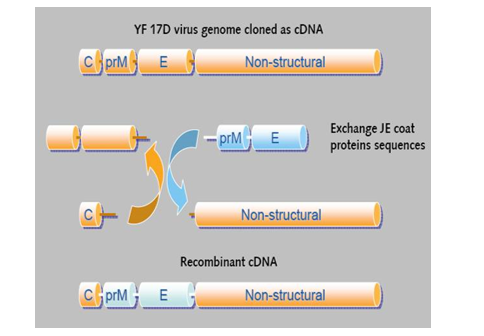 YF 17D virus genome cloned as cDNA
C prM E Non-structural
prM E
Exchange JE coat
proteins sequences
C Non-structural
Recombinant cDNA
C prM E Non-structural